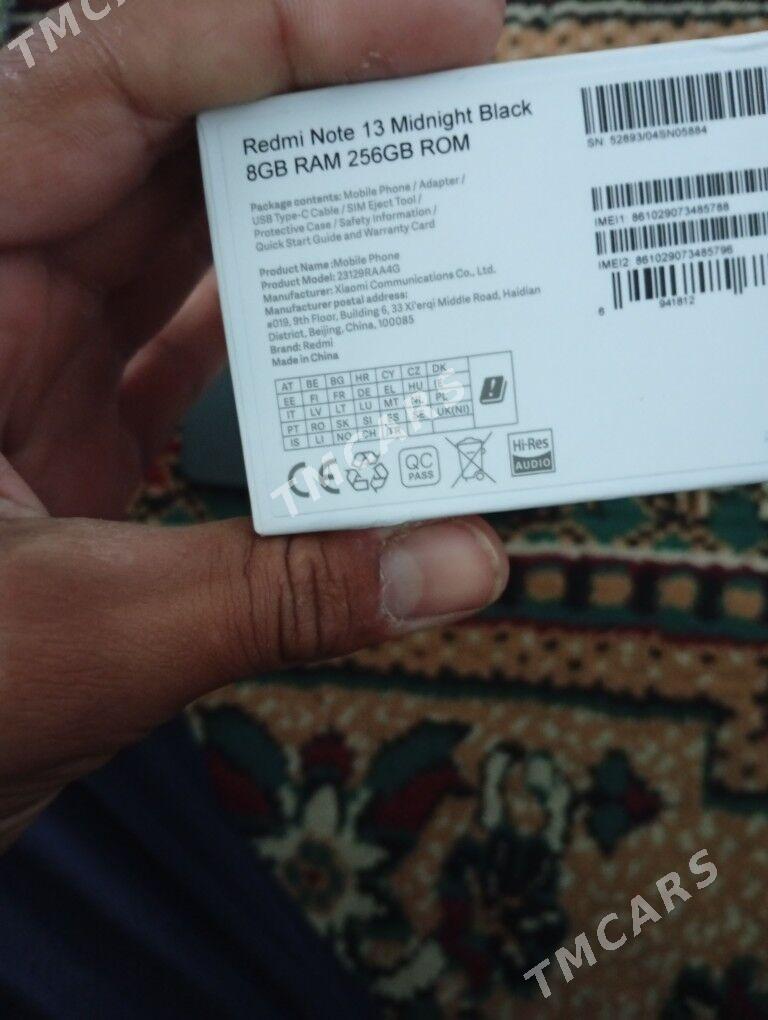 TMCARS
Redmi Note 13 Midnight Black
8GB RAM 256GB ROM
Package contents: Mobile Phone / Adapter /
USB Type-C Cable / SIM Eject Tool /
Protective Case / Safety Information /
Quick Start Guide and Warranty Card
Product Name :Mobile Phone
Product Model: 23129RAA4G
Manufacturer: Xiaomi Communications Co., Ltd.
Manufacturer postal address:
#019, 9th Floor, Building 6, 33 Xi'erqi Middle Road, Haidian
District, Beijing, China, 100085
Brand: Redmi
Made in China
SN: 52893/04SN05884
IMEI1: 861029073485788
IMEI2: 861029073485796
6 941812
AT BE BG HR CY CZ DK
EE FI FR DE EL HU IE
IT LV LT LU MT NL PL
PT RO SK SI ES SE UK(NI)
IS LI NO CH TR
CE
QC
PASS
Hi-Res
AUDIO
TMCARS
TMCARS